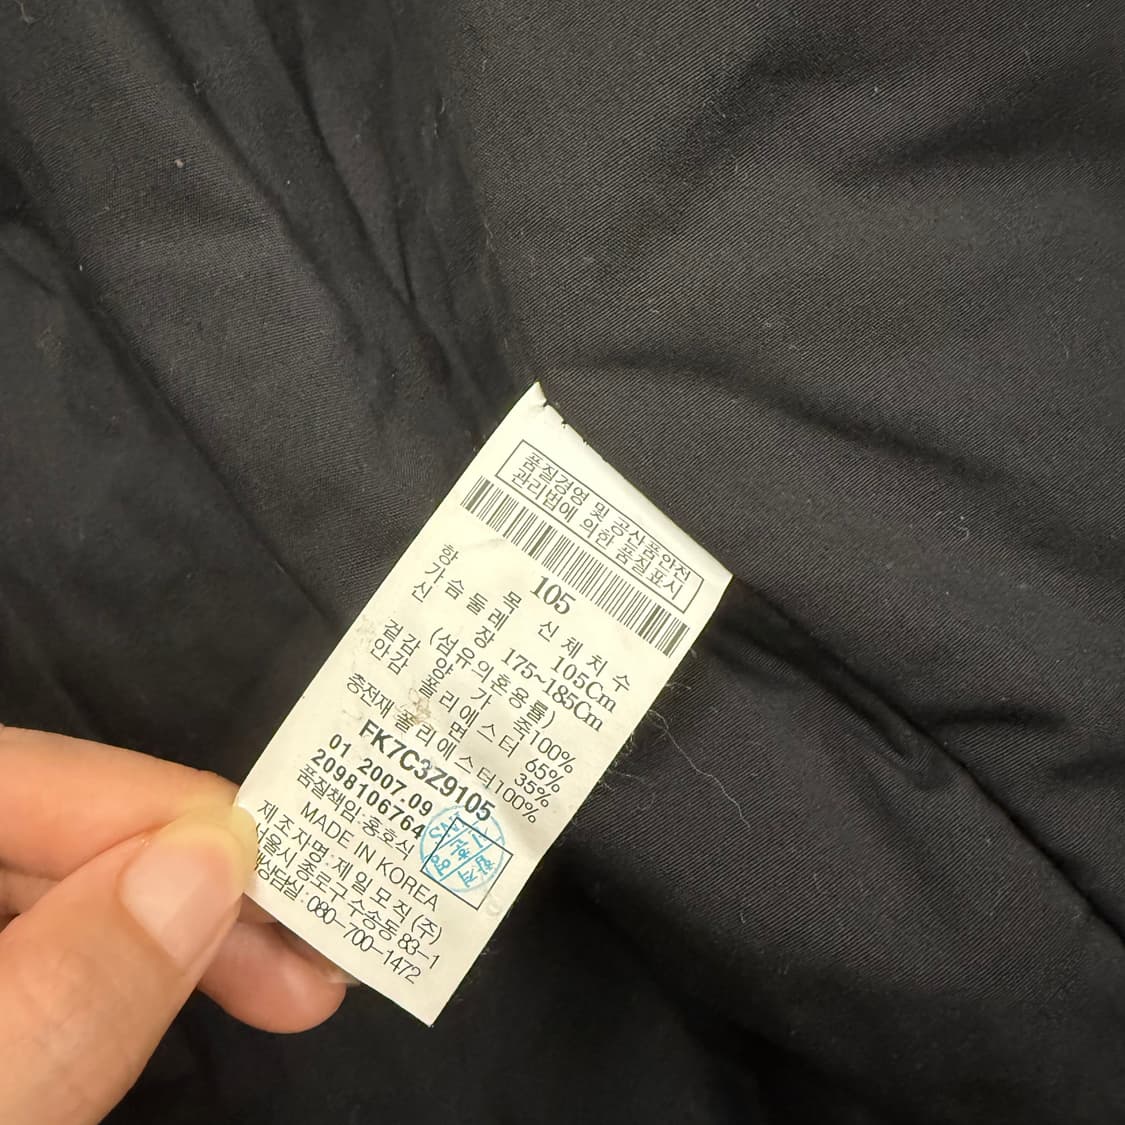 품질경영 및 공산품안전
관리법에 의한 품질표시
105
항 목 신체치수
가슴둘레 105Cm
신 장 175~185Cm
(섬유의혼용률)
겉감 양 가 죽100%
안감 폴리에스터 65%
면 35%
충전재 폴리에스터100%
FK7C3Z9105
01 2007.09
2098106764
품질책임:홍호식
MADE IN KOREA
제조자명:제일모직(주)
서울시 종로구 수송동 83-1
상담실:080-700-1472